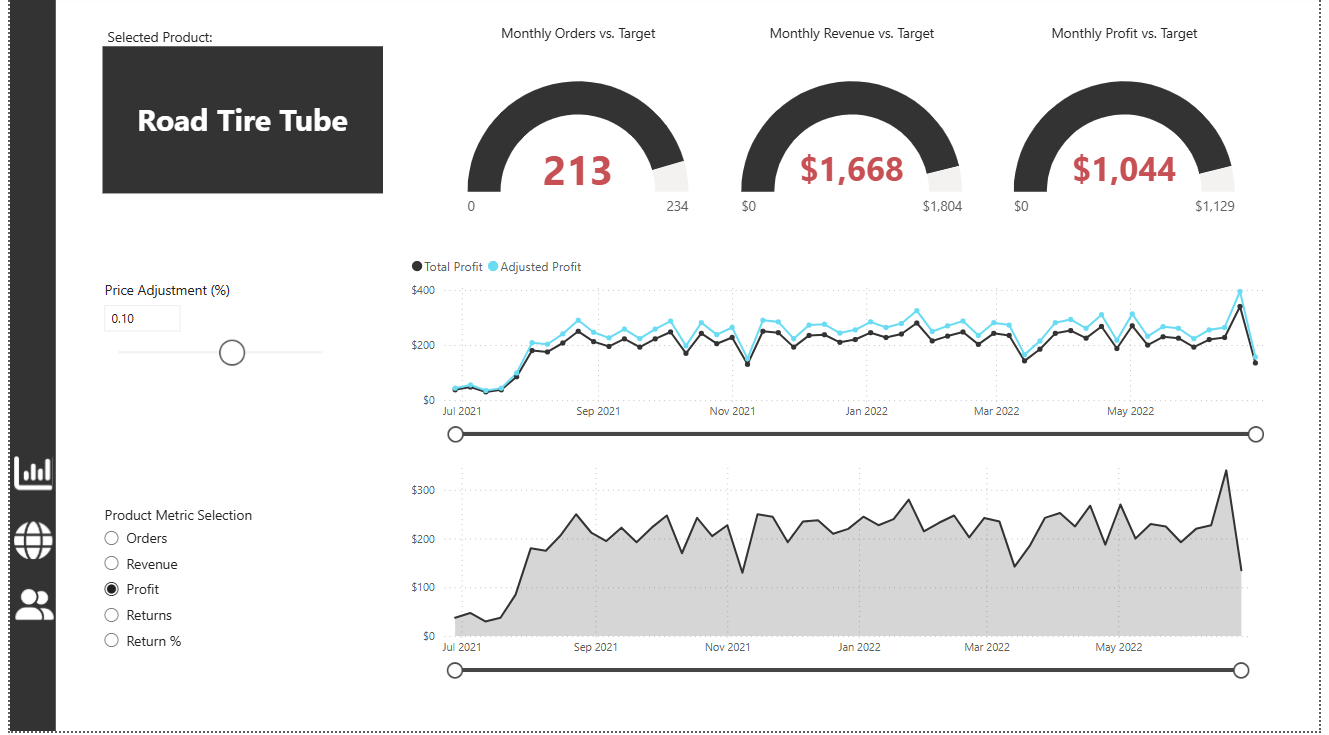 Selected Product:
Road Tire Tube
Monthly Orders vs. Target
213
0
234
Monthly Revenue vs. Target
$1,668
$0
$1,804
Monthly Profit vs. Target
$1,044
$0
$1,129
Price Adjustment (%)
0.10
Total Profit Adjusted Profit
$400
$200
$0
Jul 2021 Sep 2021 Nov 2021 Jan 2022 Mar 2022 May 2022
Product Metric Selection
Orders
Revenue
Profit
Returns
Return %
$300
$200
$100
$0
Jul 2021 Sep 2021 Nov 2021 Jan 2022 Mar 2022 May 2022